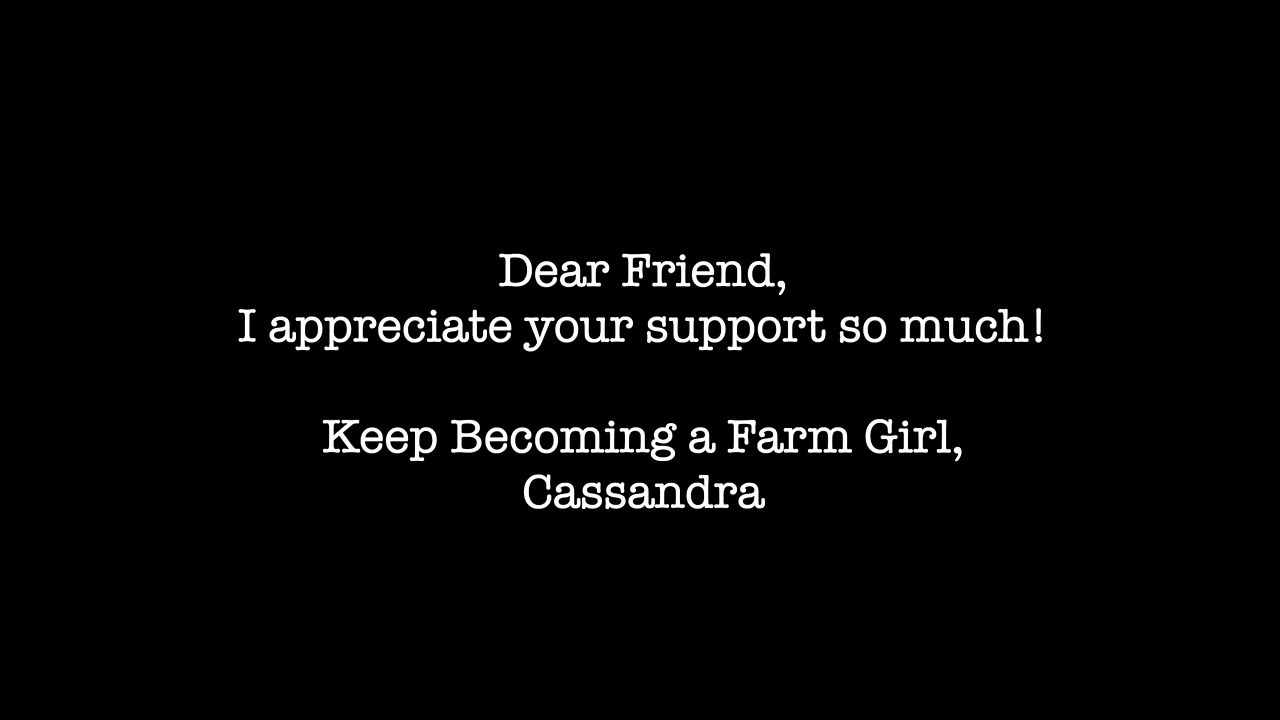 Dear Friend,
I appreciate your support so much!
Keep Becoming a Farm Girl,
Cassandra